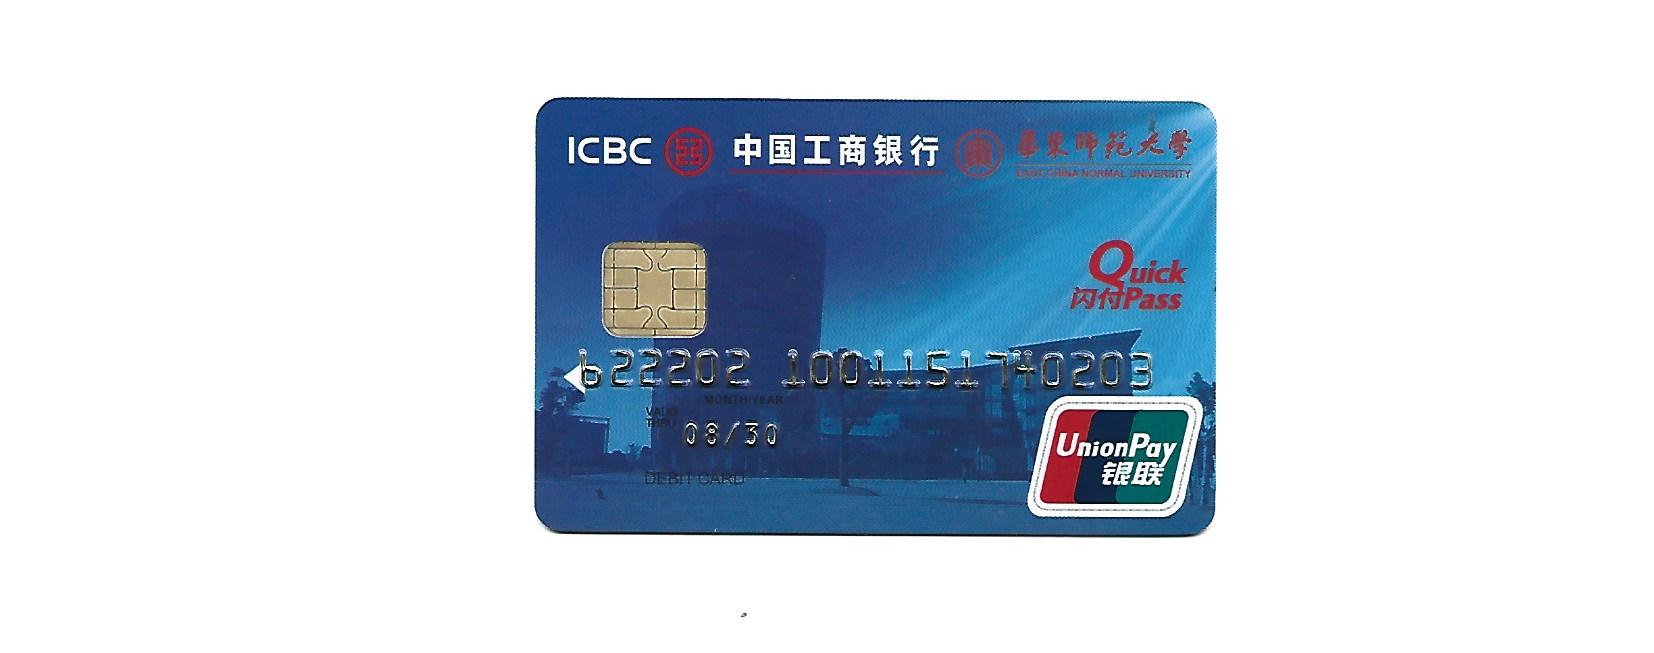 ICBC 中国工商银行 華東師範大學
EAST CHINA NORMAL UNIVERSITY
Quick
闪付Pass
622202 1001151740203
MONTH/YEAR
VALID
THRU
08/30
DEBIT CARD
UnionPay
银联